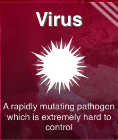 Virus
A rapidly mutating pathogen
which is extremely hard to
control